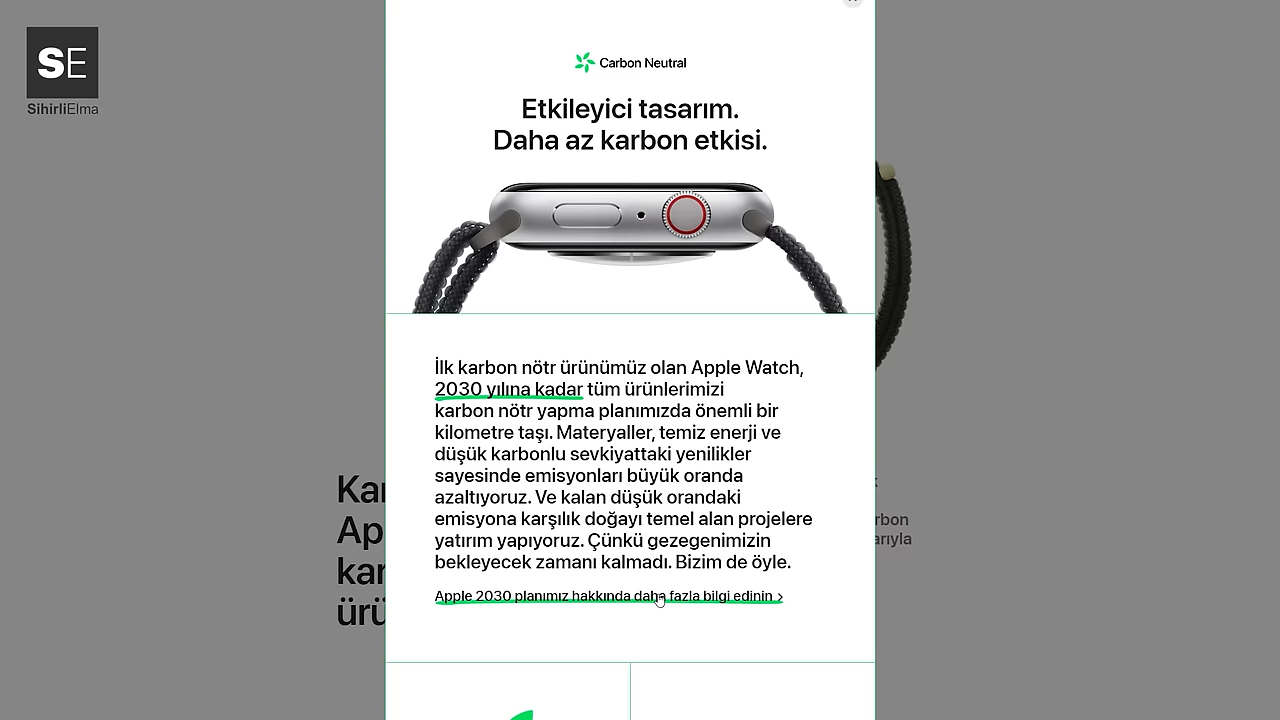 SE
SihirliElma
Carbon Neutral
Etkileyici tasarım.
Daha az karbon etkisi.
İlk karbon nötr ürünümüz olan Apple Watch,
2030 yılına kadar tüm ürünlerimizi
karbon nötr yapma planımızda önemli bir
kilometre taşı. Materyaller, temiz enerji ve
düşük karbonlu sevkiyattaki yenilikler
sayesinde emisyonları büyük oranda
azaltıyoruz. Ve kalan düşük orandaki
emisyona karşılık doğayı temel alan projelere
yatırım yapıyoruz. Çünkü gezegenimizin
bekleyecek zamanı kalmadı. Bizim de öyle.
Apple 2030 planımız hakkında daha fazla bilgi edinin >